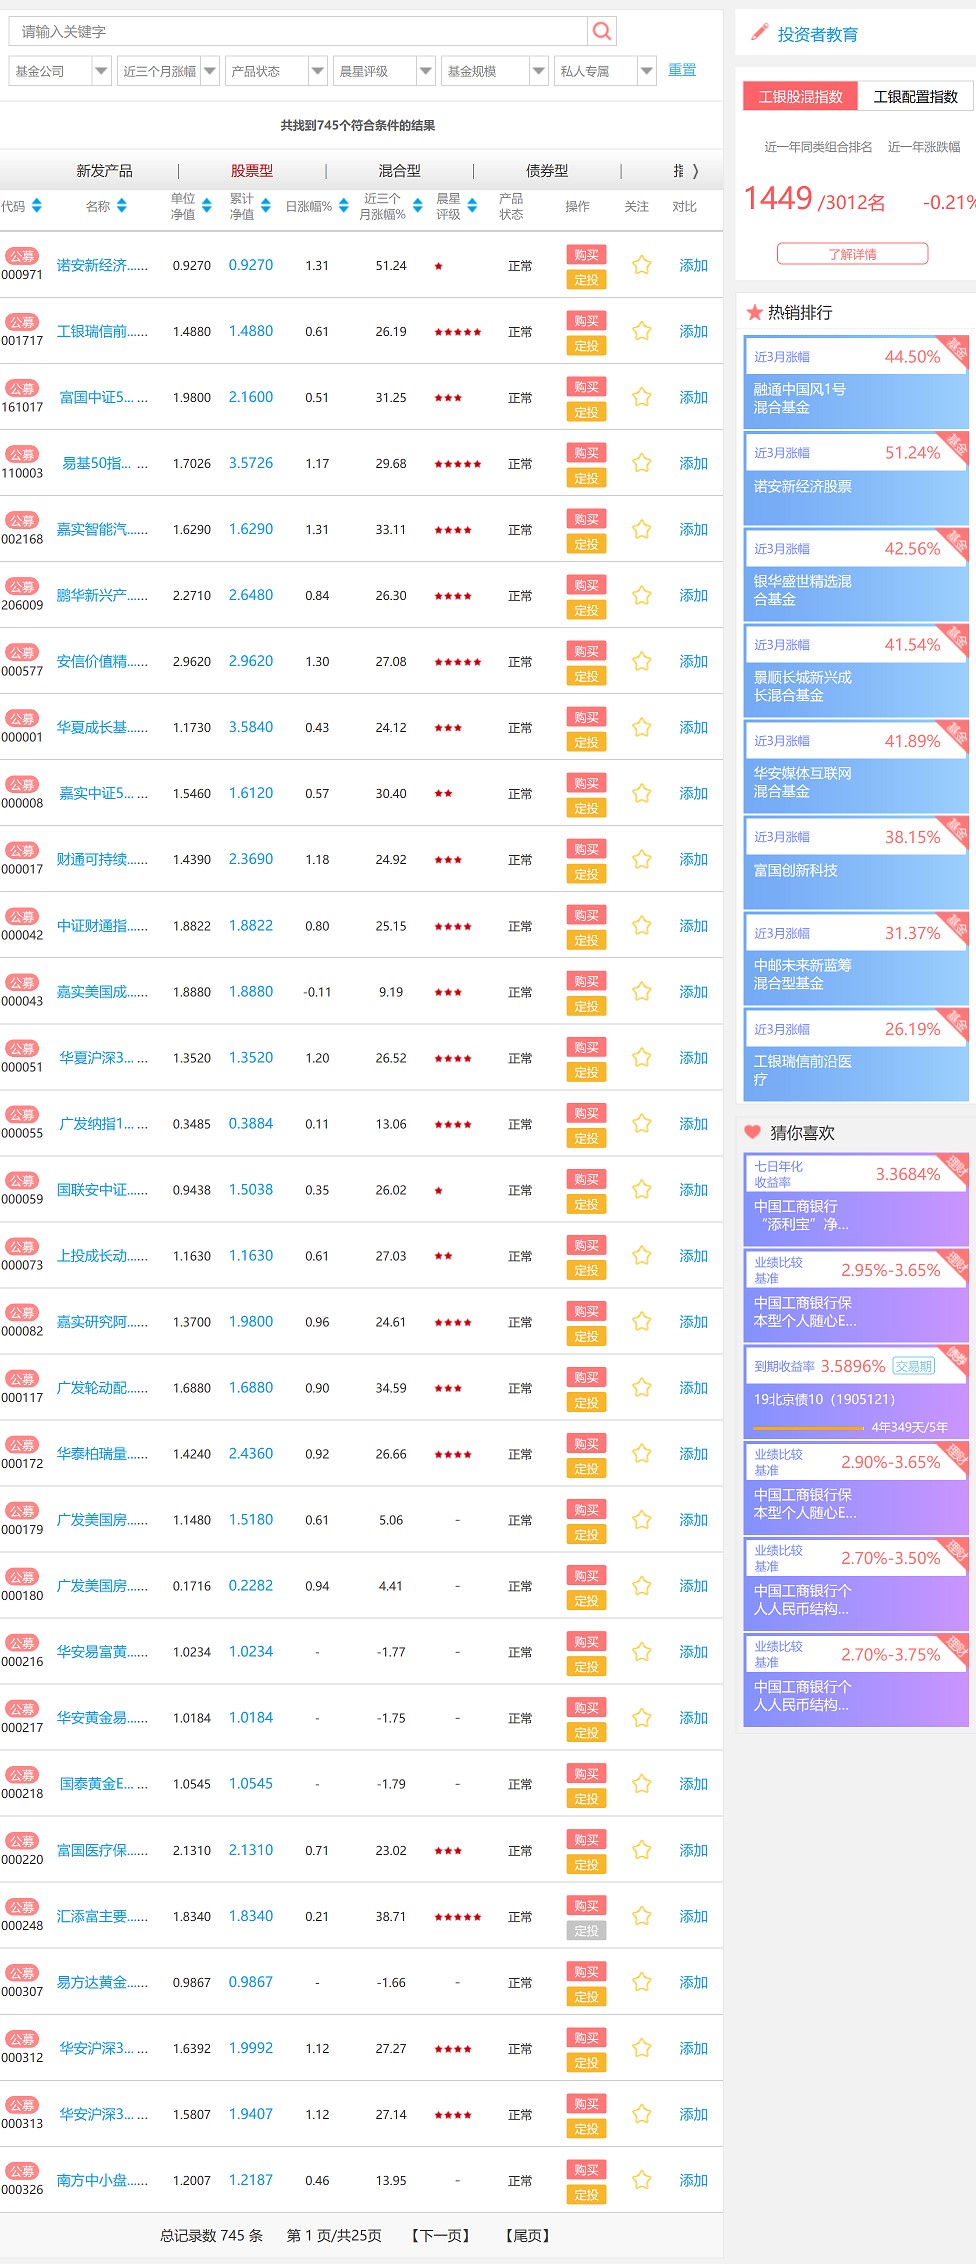 请输入关键字
基金公司 近三个月涨幅 产品状态 晨星评级 基金规模 私人专属 重置
共找到745个符合条件的结果
新发产品 | 股票型 | 混合型 | 债券型 | 指 〉
代码 名称 单位净值 累计净值 日涨幅% 近三个月涨幅% 晨星评级 产品状态 操作 关注 对比
公募 000971 诺安新经济...... 0.9270 0.9270 1.31 51.24 ★ 正常 购买 定投 添加
公募 001717 工银瑞信前...... 1.4880 1.4880 0.61 26.19 ★★★★★ 正常 购买 定投 添加
公募 161017 富国中证5... ... 1.9800 2.1600 0.51 31.25 ★★★ 正常 购买 定投 添加
公募 110003 易基50指... ... 1.7026 3.5726 1.17 29.68 ★★★★★ 正常 购买 定投 添加
公募 002168 嘉实智能汽...... 1.6290 1.6290 1.31 33.11 ★★★★ 正常 购买 定投 添加
公募 206009 鹏华新兴产...... 2.2710 2.6480 0.84 26.30 ★★★★ 正常 购买 定投 添加
公募 000577 安信价值精...... 2.9620 2.9620 1.30 27.08 ★★★★★ 正常 购买 定投 添加
公募 000001 华夏成长基...... 1.1730 3.5840 0.43 24.12 ★★★ 正常 购买 定投 添加
公募 000008 嘉实中证5... ... 1.5460 1.6120 0.57 30.40 ★★ 正常 购买 定投 添加
公募 000017 财通可持续...... 1.4390 2.3690 1.18 24.92 ★★★ 正常 购买 定投 添加
公募 000042 中证财通指...... 1.8822 1.8822 0.80 25.15 ★★★★ 正常 购买 定投 添加
公募 000043 嘉实美国成...... 1.8880 1.8880 -0.11 9.19 ★★★ 正常 购买 定投 添加
公募 000051 华夏沪深3... ... 1.3520 1.3520 1.20 26.52 ★★★★ 正常 购买 定投 添加
公募 000055 广发纳指1... ... 0.3485 0.3884 0.11 13.06 ★★★★ 正常 购买 定投 添加
公募 000059 国联安中证...... 0.9438 1.5038 0.35 26.02 ★ 正常 购买 定投 添加
公募 000073 上投成长动...... 1.1630 1.1630 0.61 27.03 ★★ 正常 购买 定投 添加
公募 000082 嘉实研究阿...... 1.3700 1.9800 0.96 24.61 ★★★★ 正常 购买 定投 添加
公募 000117 广发轮动配...... 1.6880 1.6880 0.90 34.59 ★★★ 正常 购买 定投 添加
公募 000172 华泰柏瑞量...... 1.4240 2.4360 0.92 26.66 ★★★★ 正常 购买 定投 添加
公募 000179 广发美国房...... 1.1480 1.5180 0.61 5.06 - 正常 购买 定投 添加
公募 000180 广发美国房...... 0.1716 0.2282 0.94 4.41 - 正常 购买 定投 添加
公募 000216 华安易富黄...... 1.0234 1.0234 - -1.77 - 正常 购买 定投 添加
公募 000217 华安黄金易...... 1.0184 1.0184 - -1.75 - 正常 购买 定投 添加
公募 000218 国泰黄金E... ... 1.0545 1.0545 - -1.79 - 正常 购买 定投 添加
公募 000220 富国医疗保...... 2.1310 2.1310 0.71 23.02 ★★★ 正常 购买 定投 添加
公募 000248 汇添富主要...... 1.8340 1.8340 0.21 38.71 ★★★★★ 正常 购买 定投 添加
公募 000307 易方达黄金...... 0.9867 0.9867 - -1.66 - 正常 购买 定投 添加
公募 000312 华安沪深3... ... 1.6392 1.9992 1.12 27.27 ★★★★ 正常 购买 定投 添加
公募 000313 华安沪深3... ... 1.5807 1.9407 1.12 27.14 ★★★★ 正常 购买 定投 添加
公募 000326 南方中小盘...... 1.2007 1.2187 0.46 13.95 - 正常 购买 定投 添加
总记录数 745 条 第 1 页/共25页 【下一页】 【尾页】
投资者教育
工银股混指数 工银配置指数
近一年同类组合排名 近一年涨跌幅
1449 /3012名 -0.21%
了解详情
热销排行
近3月涨幅 44.50% 基金
融通中国风1号
混合基金
近3月涨幅 51.24% 基金
诺安新经济股票
近3月涨幅 42.56% 基金
银华盛世精选混
合基金
近3月涨幅 41.54% 基金
景顺长城新兴成
长混合基金
近3月涨幅 41.89% 基金
华安媒体互联网
混合基金
近3月涨幅 38.15% 基金
富国创新科技
近3月涨幅 31.37% 基金
中邮未来新蓝筹
混合型基金
近3月涨幅 26.19% 基金
工银瑞信前沿医
疗
猜你喜欢
七日年化
收益率 3.3684% 理财
中国工商银行
“添利宝”净...
业绩比较
基准 2.95%-3.65% 理财
中国工商银行保
本型个人随心E...
到期收益率 3.5896% 交易期 债券
19北京债10（1905121）
4年349天/5年
业绩比较
基准 2.90%-3.65% 理财
中国工商银行保
本型个人随心E...
业绩比较
基准 2.70%-3.50% 理财
中国工商银行个
人人民币结构...
业绩比较
基准 2.70%-3.75% 理财
中国工商银行个
人人民币结构...